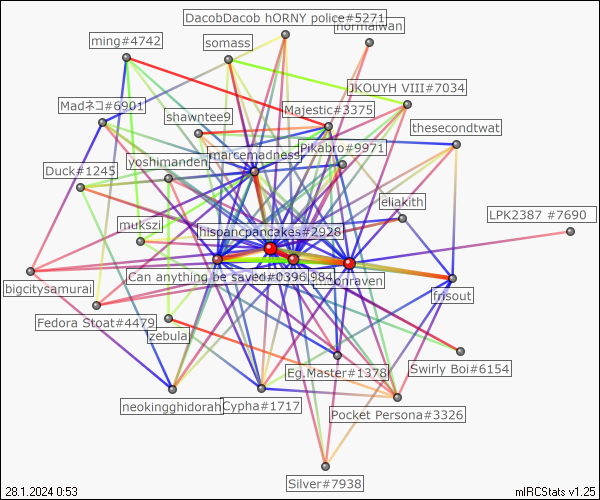 DacobDacob hORNY police#5271
normalwan
ming#4742
somass
JKOUYH VIII#7034
Madネコ#6901
shawntee9
Majestic#3375
thesecondtwat
Pikabro#9971
marcemadness
yoshimanden
Duck#1245
eliakith
LPK2387 #7690
mukszi
hispancpancakes#2928
Can anything be saved#0396
984
onraven
bigcitysamurai
frisout
Fedora Stoat#4479
zebulai
Eg.Master#1378
Swirly Boi#6154
neokingghidorah
Cypha#1717
Pocket Persona#3326
Silver#7938
28.1.2024 0:53
mIRCStats v1.25